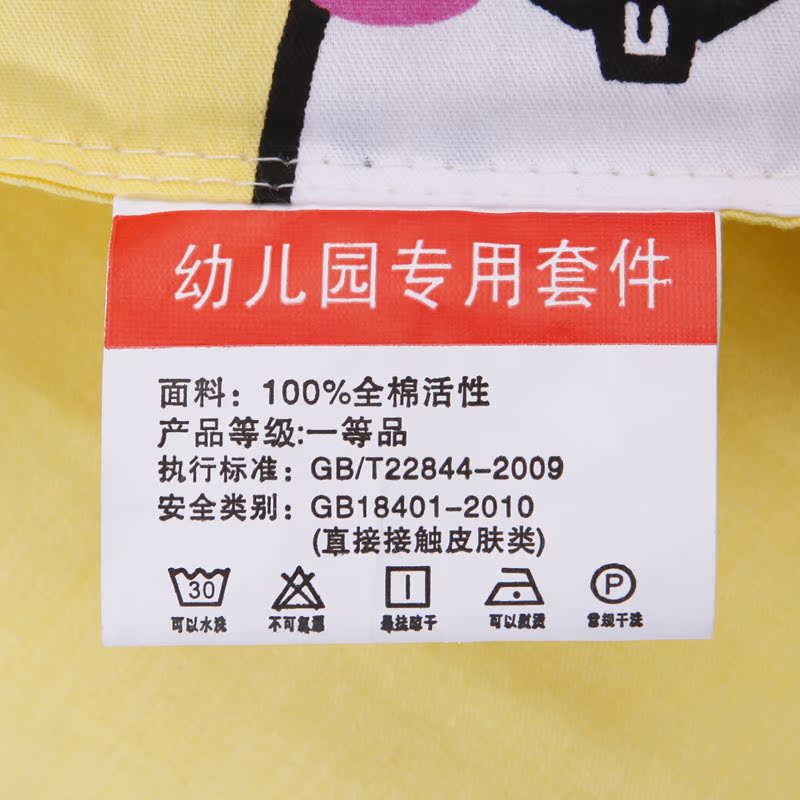 幼儿园专用套件
面料：100%全棉活性
产品等级:一等品
执行标准：GB/T22844-2009
安全类别：GB18401-2010
(直接接触皮肤类)
30 P
可以水洗 不可氯漂 悬挂晾干 可以熨烫 常规干洗